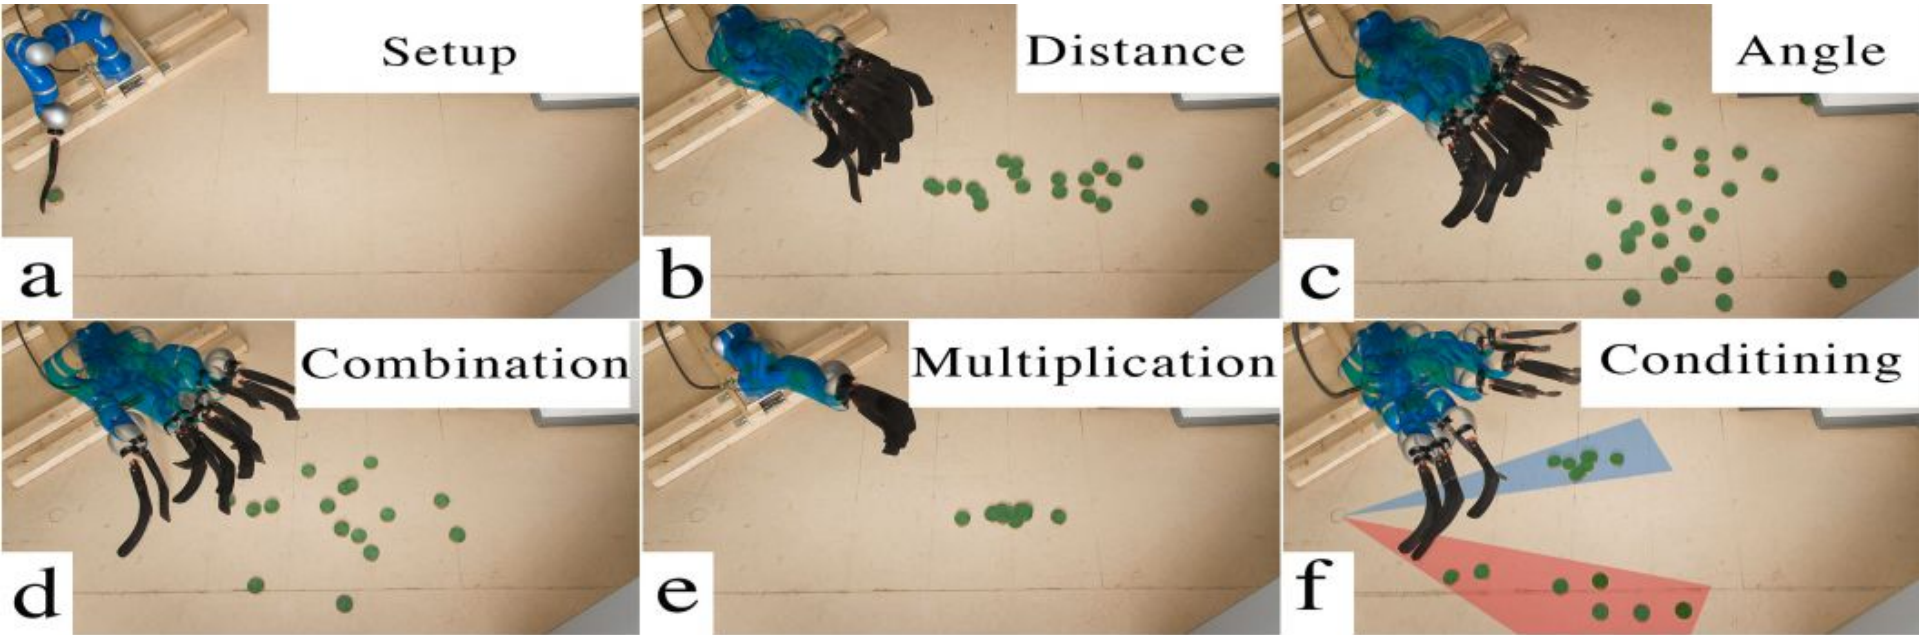 Setup
a
Distance
b
Angle
c
Combination
d
Multiplication
e
Conditining
f